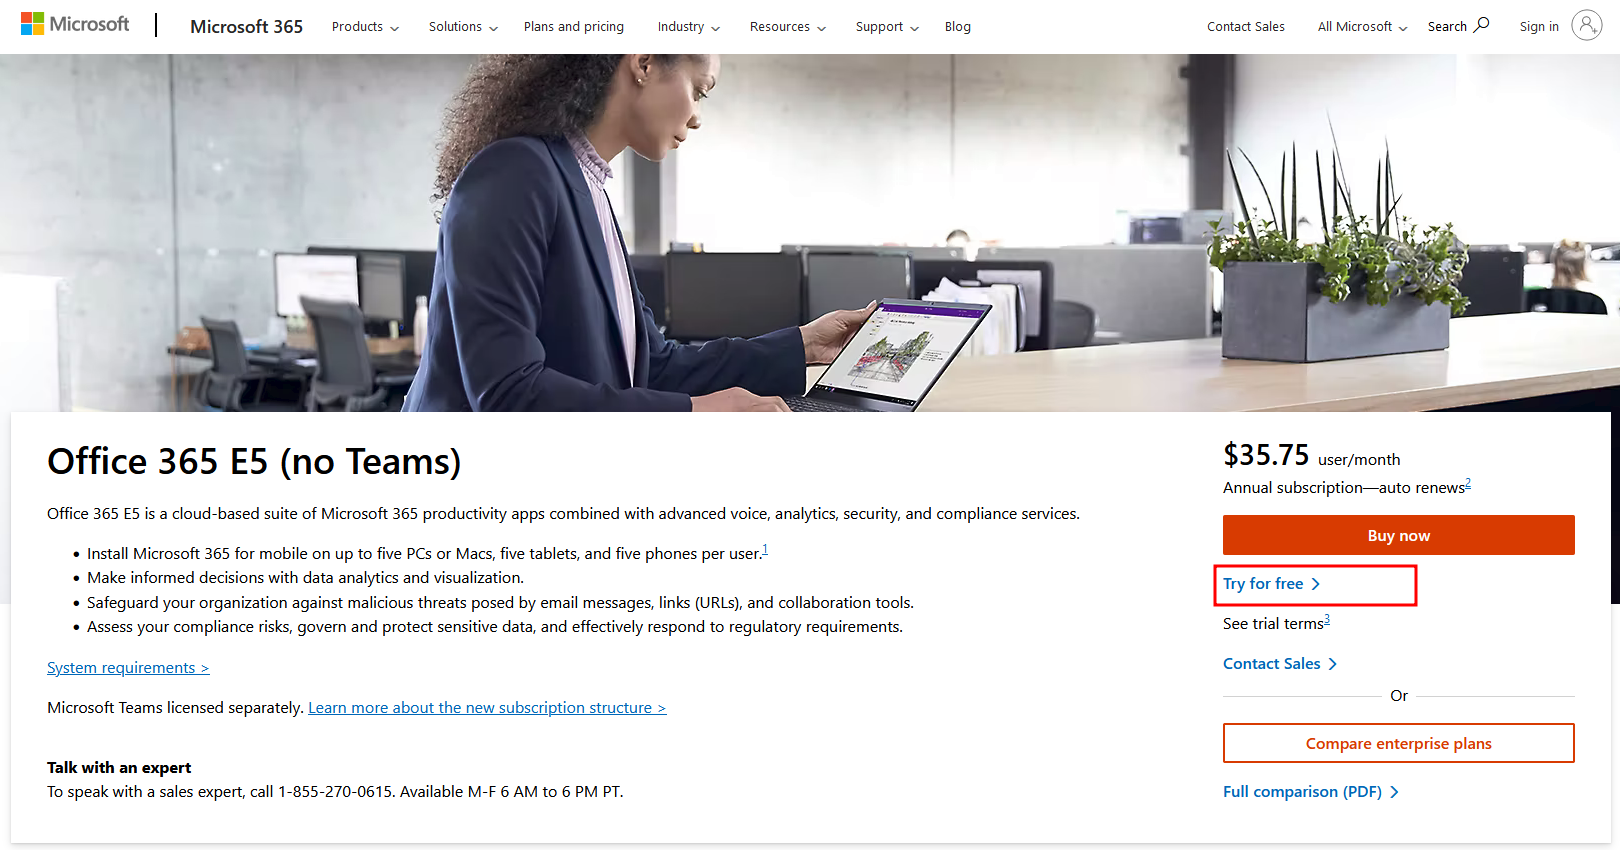 Microsoft
Microsoft 365
Products
Solutions
Plans and pricing
Industry
Resources
Support
Blog
Contact Sales
All Microsoft
Search
Sign in
Office 365 E5 (no Teams)
Office 365 E5 is a cloud-based suite of Microsoft 365 productivity apps combined with advanced voice, analytics, security, and compliance services.
• Install Microsoft 365 for mobile on up to five PCs or Macs, five tablets, and five phones per user.1
• Make informed decisions with data analytics and visualization.
• Safeguard your organization against malicious threats posed by email messages, links (URLs), and collaboration tools.
• Assess your compliance risks, govern and protect sensitive data, and effectively respond to regulatory requirements.
System requirements >
Microsoft Teams licensed separately. Learn more about the new subscription structure >
Talk with an expert
To speak with a sales expert, call 1-855-270-0615. Available M-F 6 AM to 6 PM PT.
$35.75 user/month
Annual subscription—auto renews2
Buy now
Try for free >
See trial terms3
Contact Sales >
Or
Compare enterprise plans
Full comparison (PDF) >